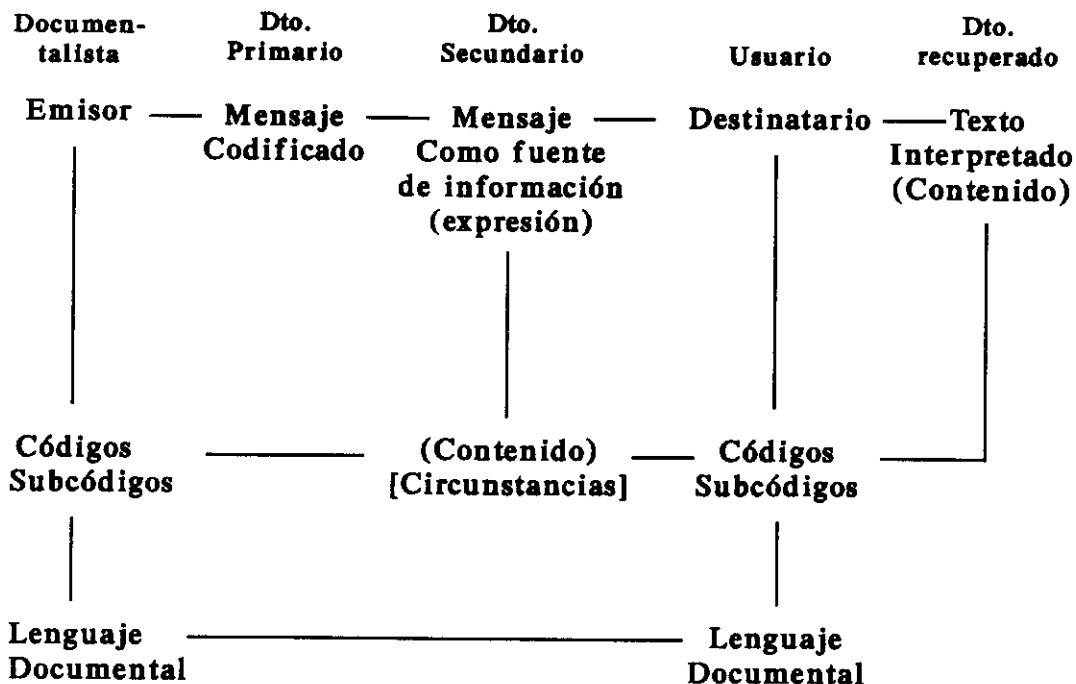 Documen-
talista
Dto.
Primario
Dto.
Secundario
Usuario
Dto.
recuperado
Emisor
Mensaje
Codificado
Mensaje
Como fuente
de información
(expresión)
Destinatario
Texto
Interpretado
(Contenido)
Códigos
Subcódigos
(Contenido)
[Circunstancias]
Códigos
Subcódigos
Lenguaje
Documental
Lenguaje
Documental